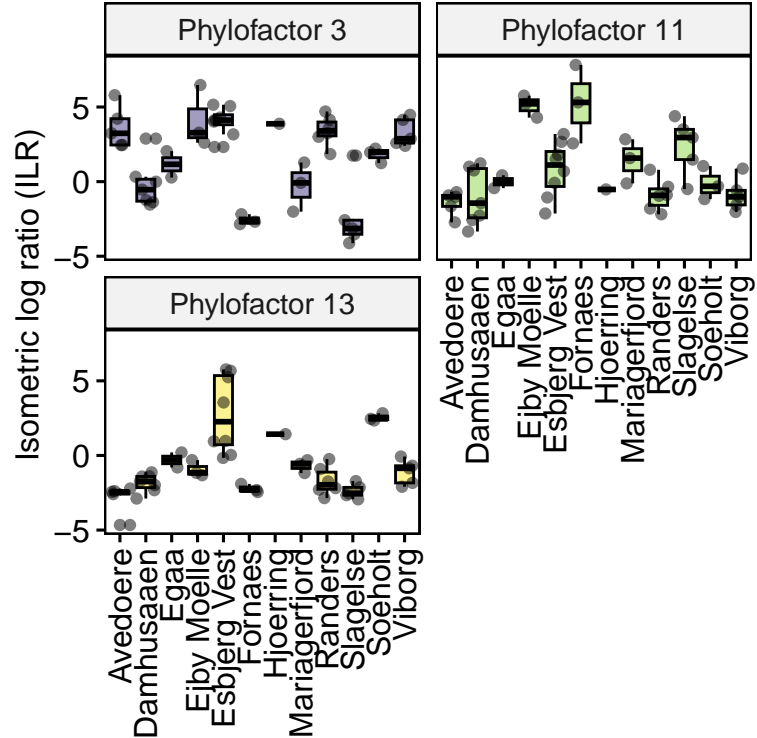 Phylofactor 3
Phylofactor 11
Isometric log ratio (ILR)
5
0
−5
Avedoere
Damhusaaen
Egaa
Ejby Moelle
Esbjerg Vest
Fornaes
Hjoerring
Mariagerfjord
Randers
Slagelse
Soeholt
Viborg
Phylofactor 13
5
0
−5
Avedoere
Damhusaaen
Egaa
Ejby Moelle
Esbjerg Vest
Fornaes
Hjoerring
Mariagerfjord
Randers
Slagelse
Soeholt
Viborg